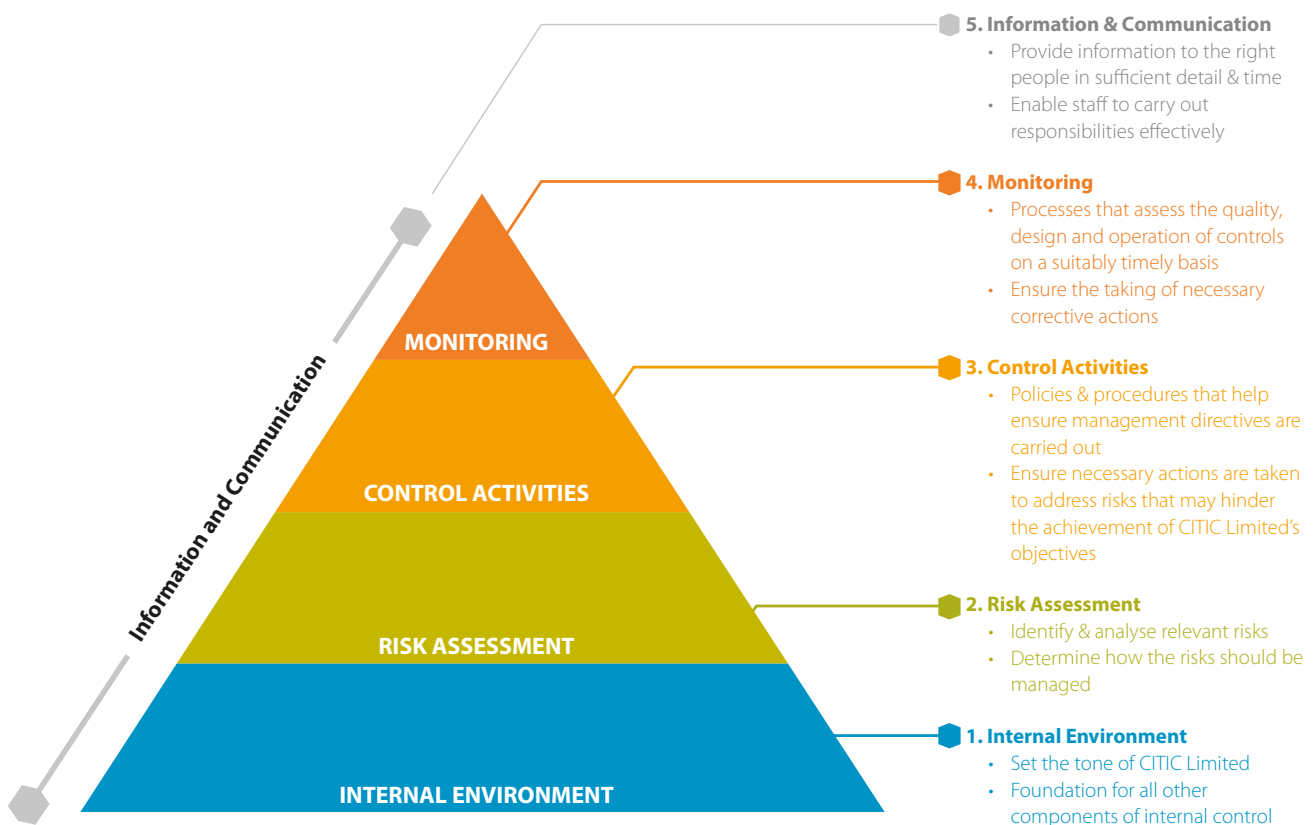 5. Information & Communication
• Provide information to the right
people in sufficient detail & time
• Enable staff to carry out
responsibilities effectively
4. Monitoring
• Processes that assess the quality,
design and operation of controls
on a suitably timely basis
• Ensure the taking of necessary
corrective actions
3. Control Activities
• Policies & procedures that help
ensure management directives are
carried out
• Ensure necessary actions are taken
to address risks that may hinder
the achievement of CITIC Limited's
objectives
2. Risk Assessment
• Identify & analyse relevant risks
• Determine how the risks should be
managed
1. Internal Environment
• Set the tone of CITIC Limited
• Foundation for all other
components of internal control
Information and Communication
MONITORING
CONTROL ACTIVITIES
RISK ASSESSMENT
INTERNAL ENVIRONMENT